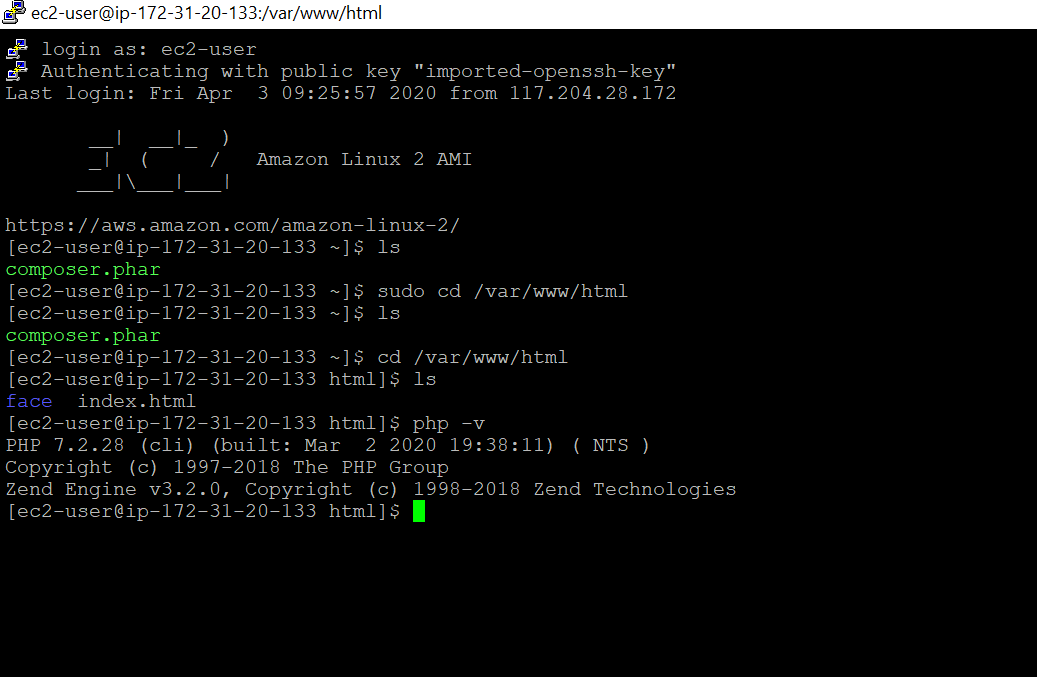 ec2-user@ip-172-31-20-133:/var/www/html
login as: ec2-user
Authenticating with public key "imported-openssh-key"
Last login: Fri Apr  3 09:25:57 2020 from 117.204.28.172
       __|  __|_  )
       _|  (     /   Amazon Linux 2 AMI
      ___|\___|___|
https://aws.amazon.com/amazon-linux-2/
[ec2-user@ip-172-31-20-133 ~]$ ls
composer.phar
[ec2-user@ip-172-31-20-133 ~]$ sudo cd /var/www/html
[ec2-user@ip-172-31-20-133 ~]$ ls
composer.phar
[ec2-user@ip-172-31-20-133 ~]$ cd /var/www/html
[ec2-user@ip-172-31-20-133 html]$ ls
face  index.html
[ec2-user@ip-172-31-20-133 html]$ php -v
PHP 7.2.28 (cli) (built: Mar  2 2020 19:38:11) ( NTS )
Copyright (c) 1997-2018 The PHP Group
Zend Engine v3.2.0, Copyright (c) 1998-2018 Zend Technologies
[ec2-user@ip-172-31-20-133 html]$